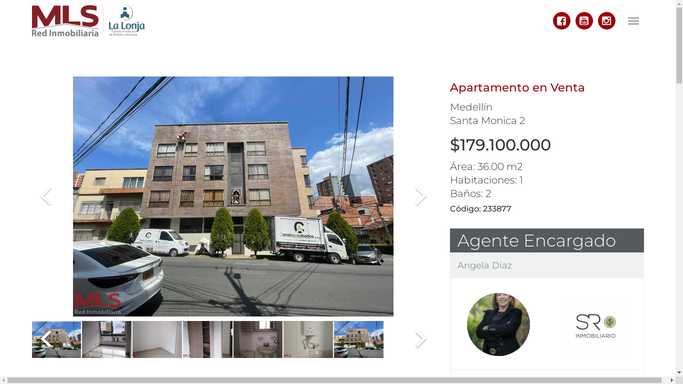 MLS
Red Inmobiliaria
La Lonja
Apartamento en Venta
Medellín
Santa Monica 2
$179.100.000
Área: 36.00 m2
Habitaciones: 1
Baños: 2
Código: 233877
Agente Encargado
Angela Diaz
MLS
Red Inmobiliaria
SR
INMOBILIARIO